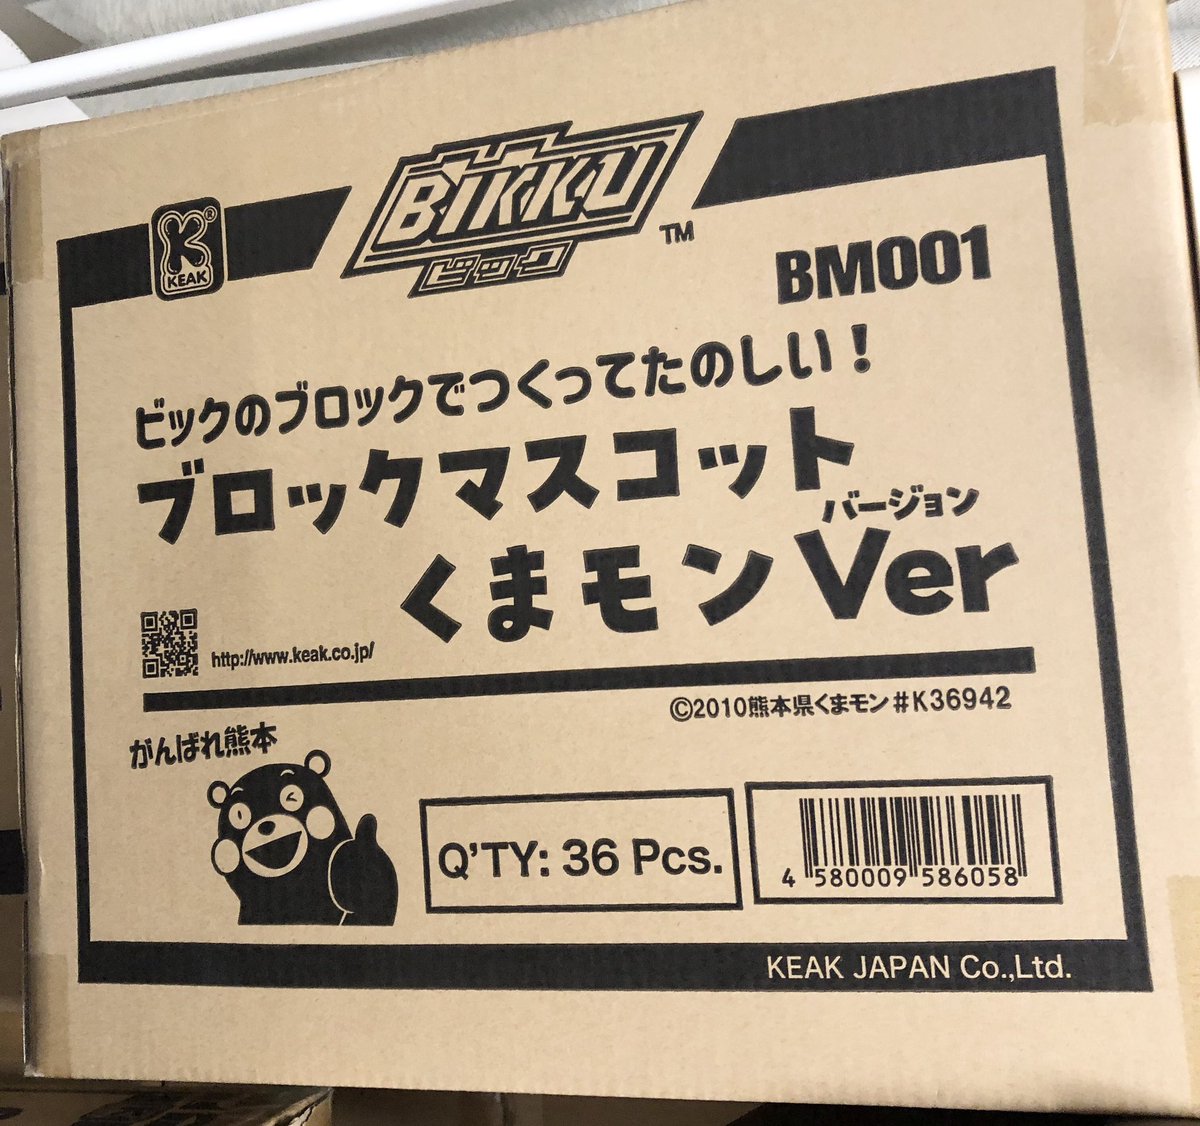 BIKKU
TM
ビック
K®
KEAK
BM001
ビックのブロックでつくってたのしい!
ブロックマスコット
バージョン
くまモンVer
http://www.keak.co.jp/
©2010熊本県くまモン#K36942
がんばれ熊本
Q'TY: 36 Pcs.
4 580009 586058
KEAK JAPAN Co.,Ltd.